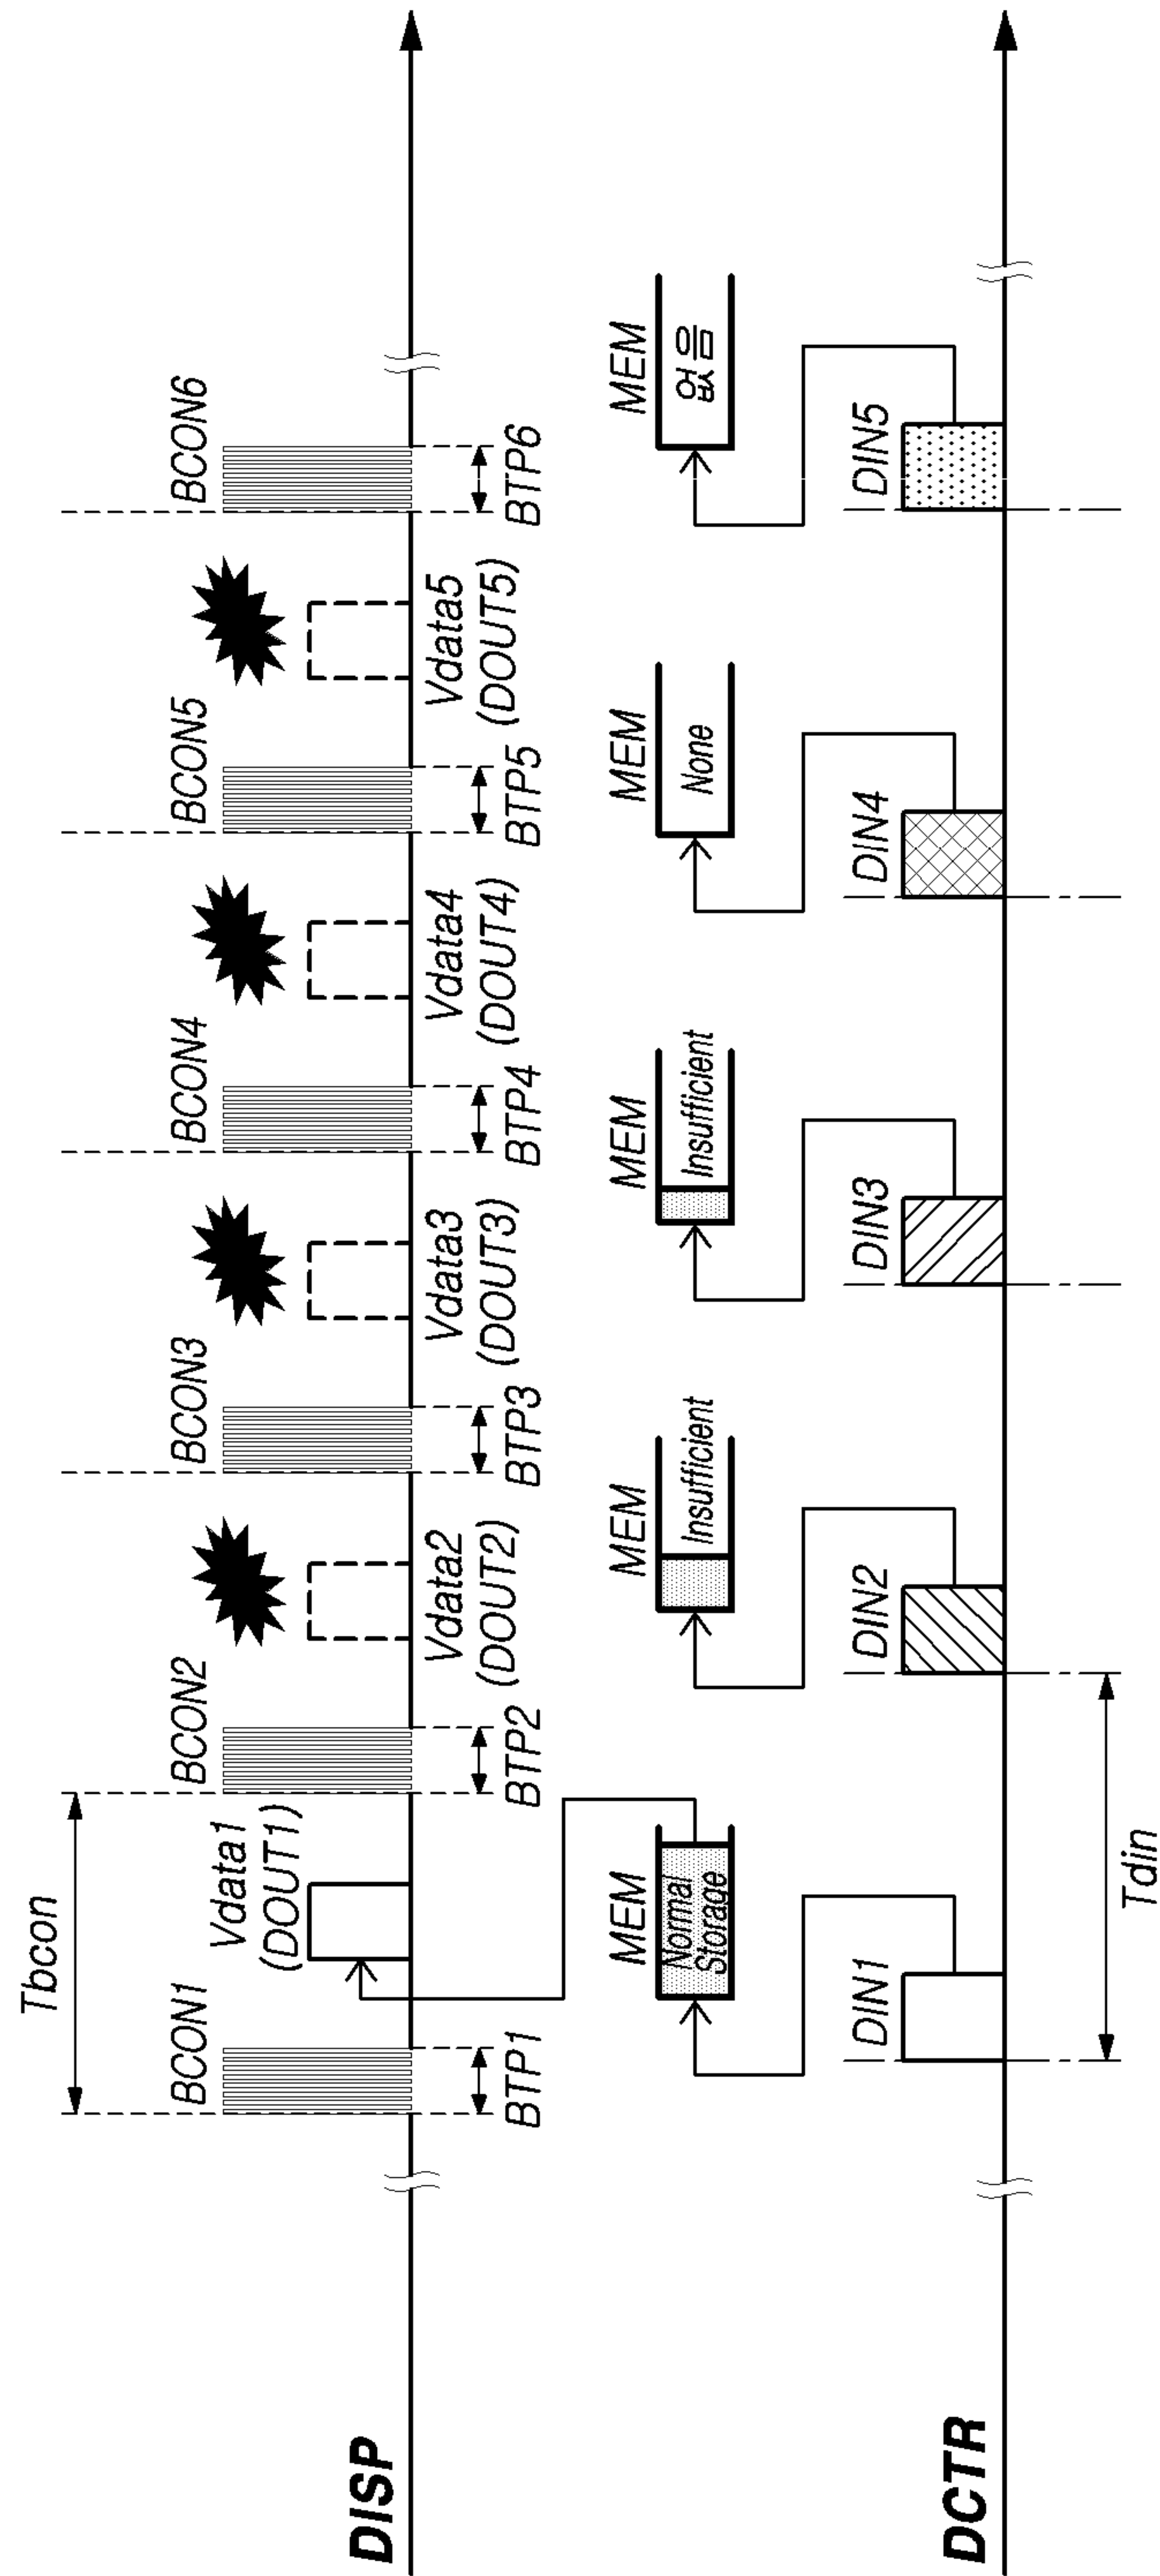 Tbcon
BCON1
BCON2
BCON3
BCON4
BCON5
BCON6
Vdata1
(DOUT1)
DISP
BTP1
BTP2
Vdata2
(DOUT2)
BTP3
Vdata3
(DOUT3)
BTP4
Vdata4
(DOUT4)
BTP5
Vdata5
(DOUT5)
BTP6
MEM
Normal
Storage
MEM
Insufficient
MEM
Insufficient
MEM
None
MEM
없음
DIN1
DIN2
DIN3
DIN4
DIN5
DCTR
Tdin